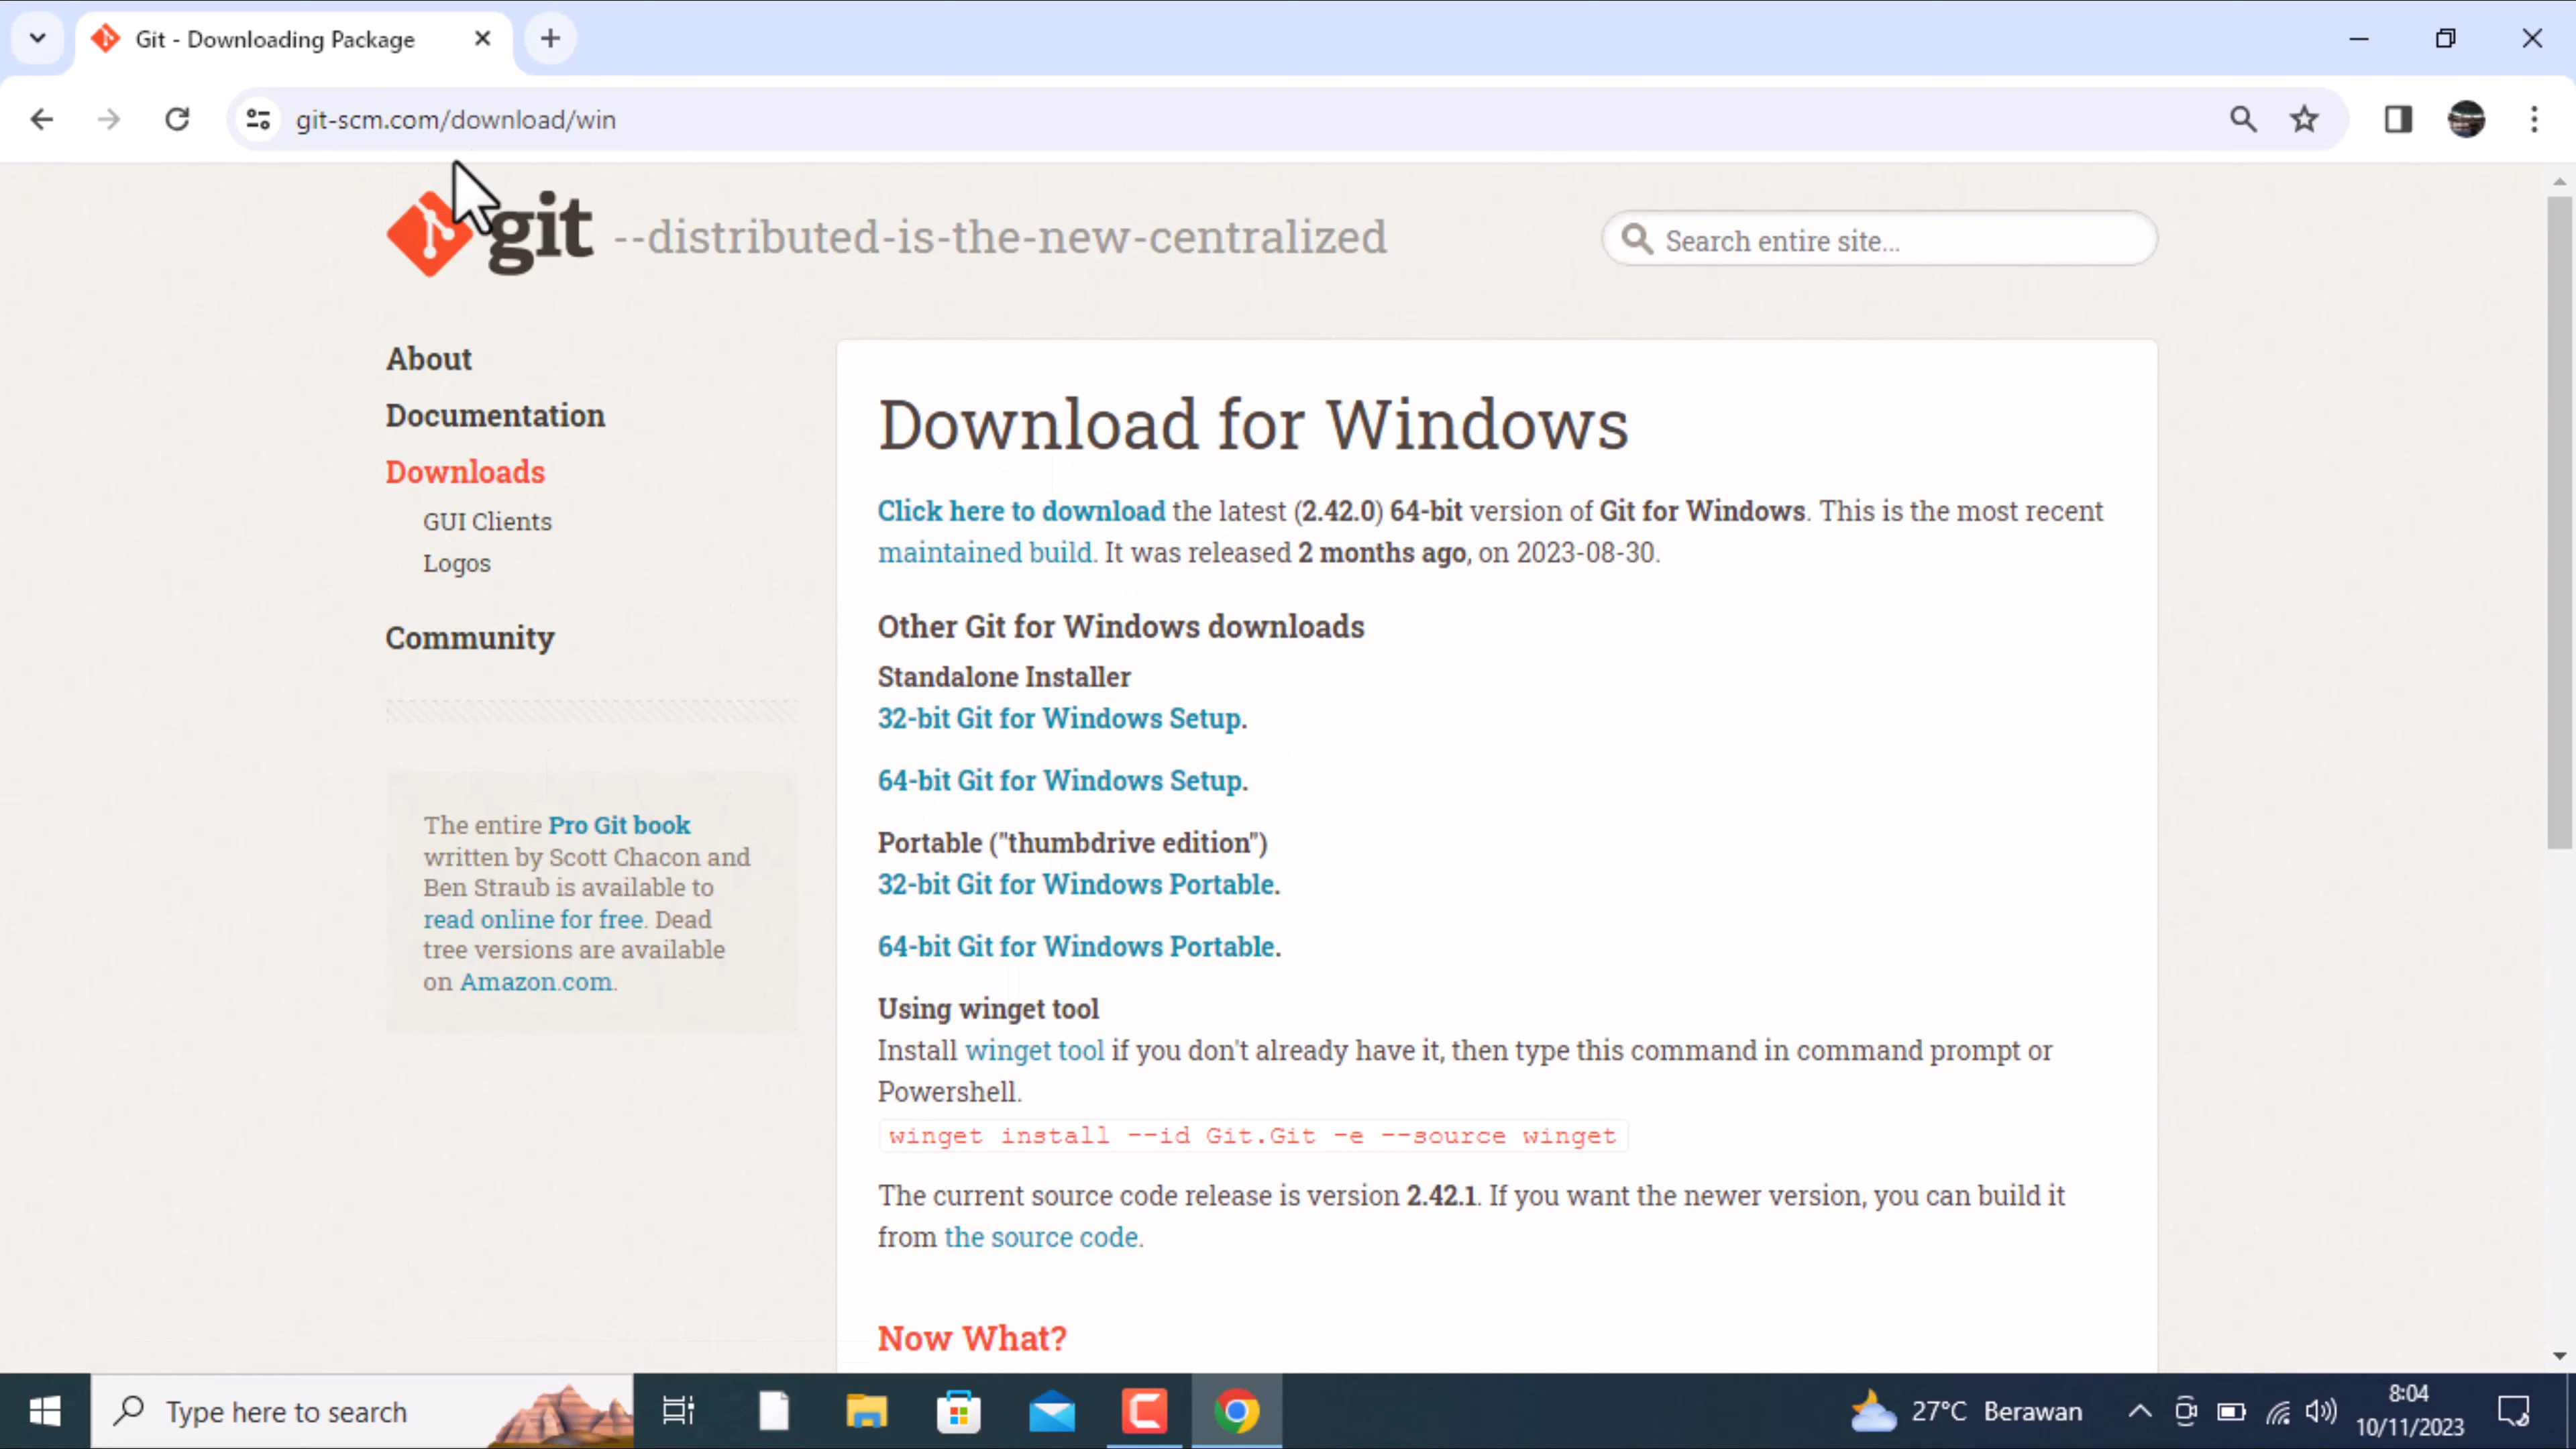 Git - Downloading Package
git-scm.com/download/win
git --distributed-is-the-new-centralized
Search entire site...
About
Documentation
Downloads
GUI Clients
Logos
Community
The entire Pro Git book
written by Scott Chacon and
Ben Straub is available to
read online for free. Dead
tree versions are available
on Amazon.com.
Download for Windows
Click here to download the latest (2.42.0) 64-bit version of Git for Windows. This is the most recent
maintained build. It was released 2 months ago, on 2023-08-30.
Other Git for Windows downloads
Standalone Installer
32-bit Git for Windows Setup.
64-bit Git for Windows Setup.
Portable ("thumbdrive edition")
32-bit Git for Windows Portable.
64-bit Git for Windows Portable.
Using winget tool
Install winget tool if you don't already have it, then type this command in command prompt or
Powershell.
winget install --id Git.Git -e --source winget
The current source code release is version 2.42.1. If you want the newer version, you can build it
from the source code.
Now What?
Type here to search
27°C Berawan
8:04
10/11/2023